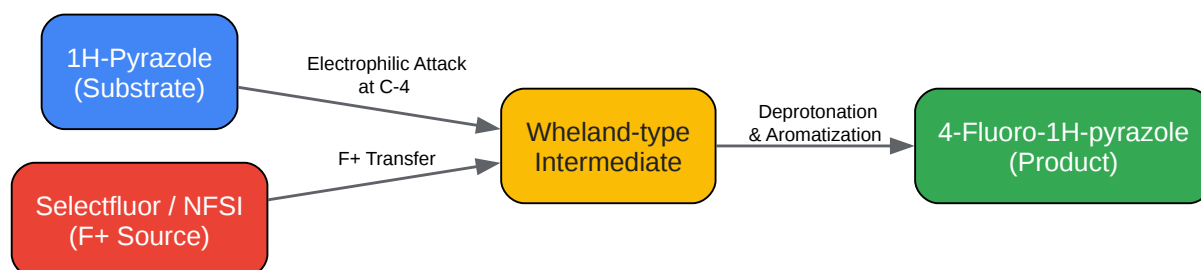 1H-Pyrazole
(Substrate)
Electrophilic Attack
at C-4
Selectfluor / NFSI
(F+ Source)
F+ Transfer
Wheland-type
Intermediate
Deprotonation
& Aromatization
4-Fluoro-1H-pyrazole
(Product)